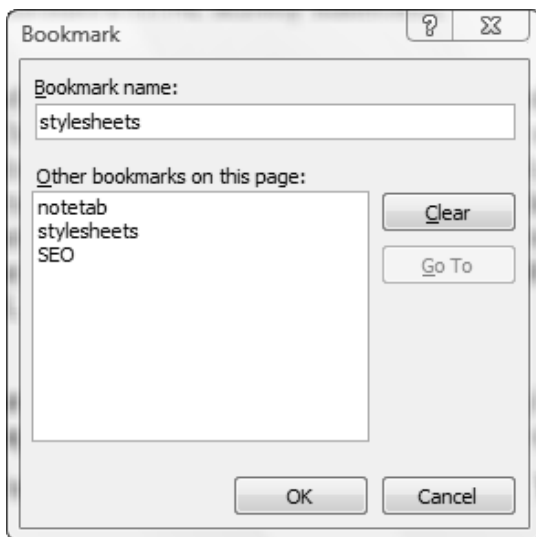 Bookmark
Bookmark name:
stylesheets
Other bookmarks on this page:
notetab
stylesheets
SEO
Clear
Go To
OK
Cancel